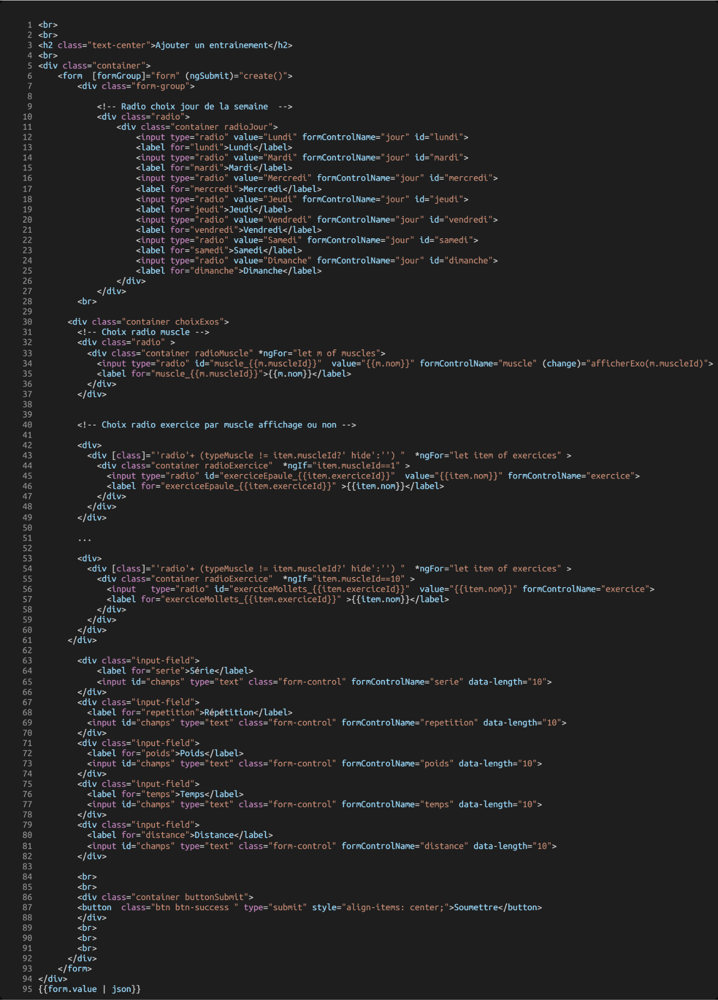 1 <br>
2 <br>
3 <h2 class="text-center">Ajouter un entrainement</h2>
4 <br>
5 <div class="container">
6     <form  [formGroup]="form" (ngSubmit)="create()">
7         <div class="form-group">
8
9             <!-- Radio choix jour de la semaine  -->
10             <div class="radio">
11                 <div class="container radioJour">
12                     <input type="radio" value="Lundi" formControlName="jour" id="lundi">
13                     <label for="lundi">Lundi</label>
14                     <input type="radio" value="Mardi" formControlName="jour" id="mardi">
15                     <label for="mardi">Mardi</label>
16                     <input type="radio" value="Mercredi" formControlName="jour" id="mercredi">
17                     <label for="mercredi">Mercredi</label>
18                     <input type="radio" value="Jeudi" formControlName="jour" id="jeudi">
19                     <label for="jeudi">Jeudi</label>
20                     <input type="radio" value="Vendredi" formControlName="jour" id="vendredi">
21                     <label for="vendredi">Vendredi</label>
22                     <input type="radio" value="Samedi" formControlName="jour" id="samedi">
23                     <label for="samedi">Samedi</label>
24                     <input type="radio" value="Dimanche" formControlName="jour" id="dimanche">
25                     <label for="dimanche">Dimanche</label>
26                 </div>
27             </div>
28         <br>
29
30       <div class="container choixExos">
31         <!-- Choix radio muscle -->
32         <div class="radio" >
33           <div class="container radioMuscle" *ngFor="let m of muscles">
34             <input type="radio" id="muscle_{{m.muscleId}}"  value="{{m.nom}}" formControlName="muscle" (change)="afficherExo(m.muscleId)">
35             <label for="muscle_{{m.muscleId}}">{{m.nom}}</label>
36           </div>
37         </div>
38
39
40         <!-- Choix radio exercice par muscle affichage ou non -->
41
42         <div>
43           <div [class]="'radio'+ (typeMuscle != item.muscleId?' hide':'') "  *ngFor="let item of exercices" >
44             <div class="container radioExercice"  *ngIf="item.muscleId==1" >
45               <input type="radio" id="exerciceEpaule_{{item.exerciceId}}"  value="{{item.nom}}" formControlName="exercice">
46               <label for="exerciceEpaule_{{item.exerciceId}}" >{{item.nom}}</label>
47             </div>
48           </div>
49         </div>
50
51         ...
52
53         <div>
54           <div [class]="'radio'+ (typeMuscle != item.muscleId?' hide':'') "  *ngFor="let item of exercices" >
55             <div class="container radioExercice"  *ngIf="item.muscleId==10" >
56               <input   type="radio" id="exerciceMollets_{{item.exerciceId}}"  value="{{item.nom}}" formControlName="exercice">
57               <label for="exerciceMollets_{{item.exerciceId}}" >{{item.nom}}</label>
58             </div>
59           </div>
60         </div>
61       </div>
62
63         <div class="input-field">
64             <label for="serie">Série</label>
65             <input id="champs" type="text" class="form-control" formControlName="serie" data-length="10">
66         </div>
67         <div class="input-field">
68           <label for="repetition">Répétition</label>
69           <input id="champs" type="text" class="form-control" formControlName="repetition" data-length="10">
70         </div>
71         <div class="input-field">
72           <label for="poids">Poids</label>
73           <input id="champs" type="text" class="form-control" formControlName="poids" data-length="10">
74         </div>
75         <div class="input-field">
76           <label for="temps">Temps</label>
77           <input id="champs" type="text" class="form-control" formControlName="temps" data-length="10">
78         </div>
79         <div class="input-field">
80           <label for="distance">Distance</label>
81           <input id="champs" type="text" class="form-control" formControlName="distance" data-length="10">
82         </div>
83
84         <br>
85         <br>
86         <div class="container buttonSubmit">
87         <button  class="btn btn-success " type="submit" style="align-items: center;">Soumettre</button>
88         </div>
89         <br>
90         <br>
91         <br>
92       </div>
93     </form>
94 </div>
95 {{form.value | json}}